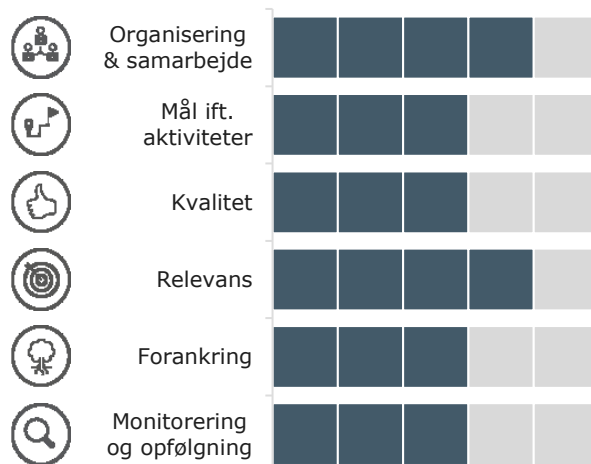 Organisering
& samarbejde
Mål ift.
aktiviteter
Kvalitet
Relevans
Forankring
Monitorering
og opfølgning